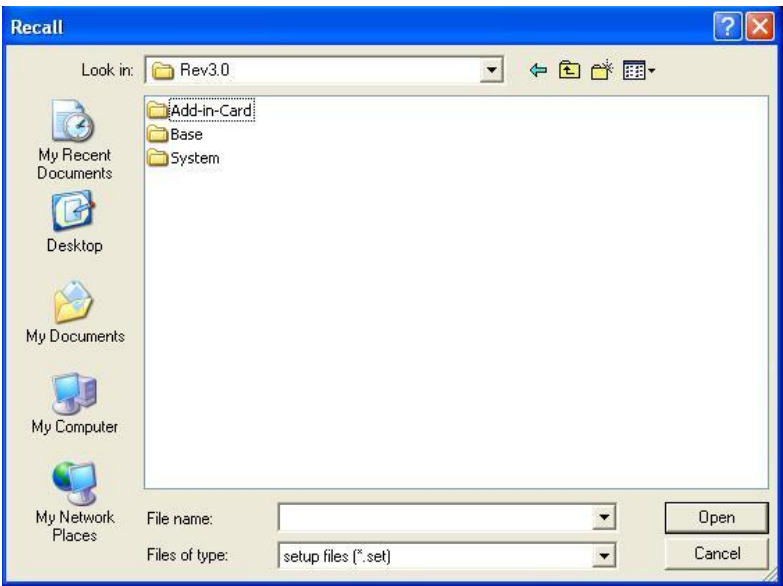 Recall
?
Look in:
Rev3.0
Add-in-Card
Base
System
My Recent
Documents
Desktop
My Documents
My Computer
My Network
Places
File name:
Open
Files of type:
setup files (*.set)
Cancel